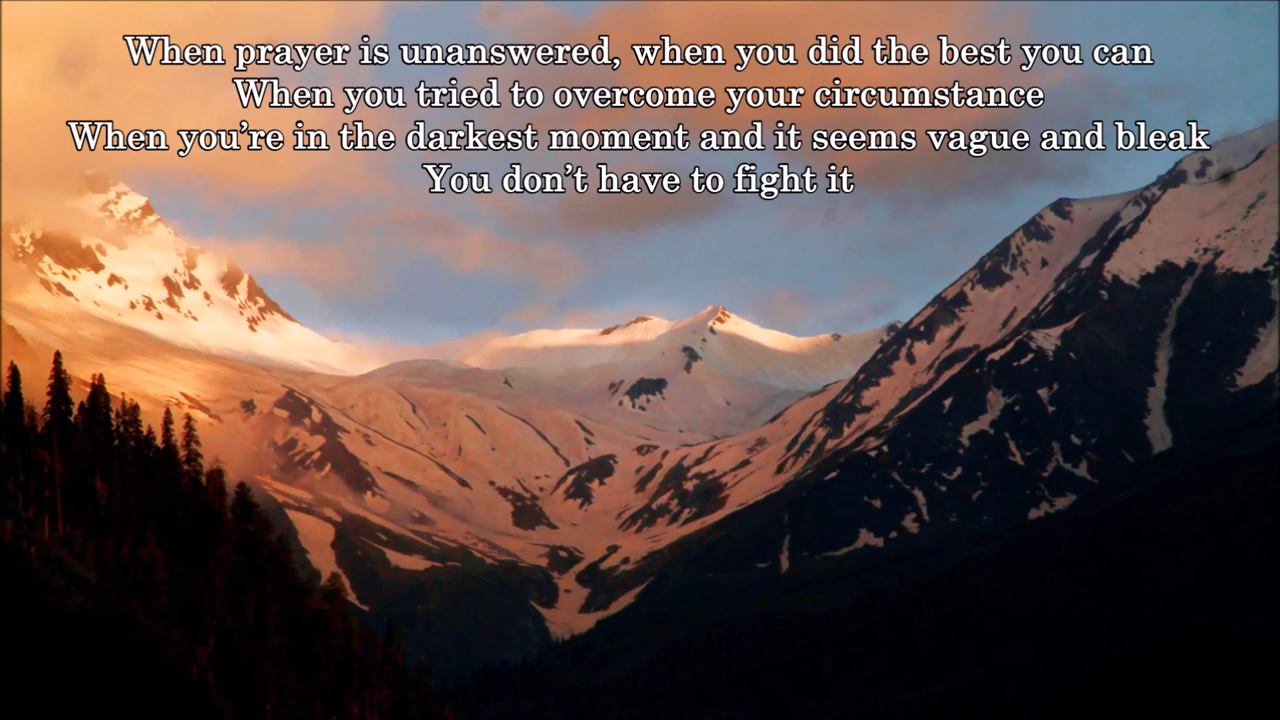 When prayer is unanswered, when you did the best you can
When you tried to overcome your circumstance
When you’re in the darkest moment and it seems vague and bleak
You don’t have to fight it